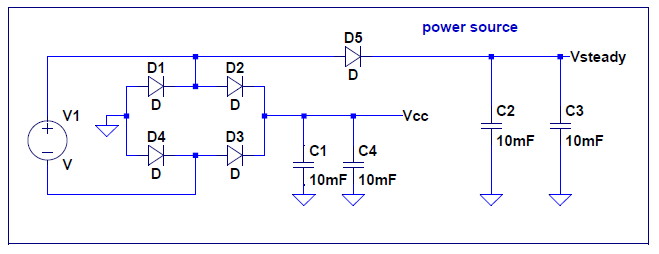 power source
D5
D
Vsteady
D1
D
D2
D
V1
V
Vcc
C2
10mF
C3
10mF
D4
D
D3
D
C1
10mF
C4
10mF